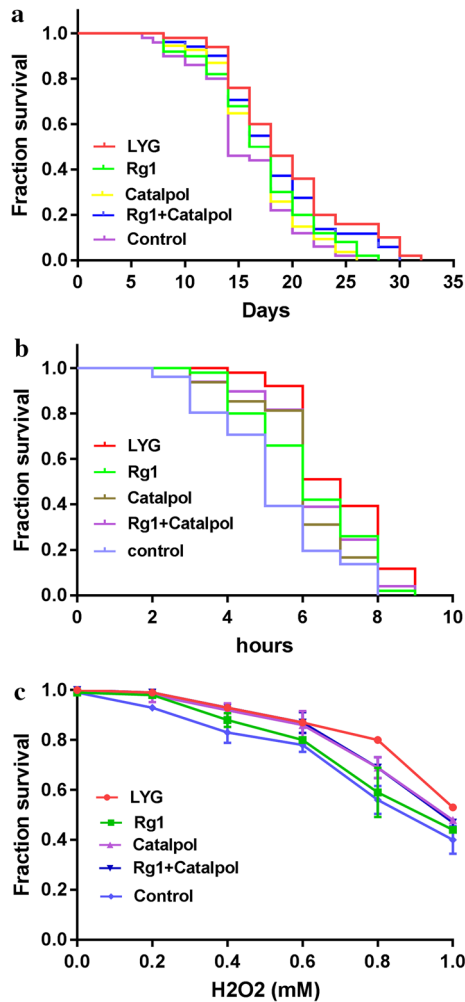 a
Fraction survival
1.0
0.8
0.6
0.4
0.2
0.0
LYG
Rg1
Catalpol
Rg1+Catalpol
Control
0 5 10 15 20 25 30 35
Days
b
Fraction survival
1.0
0.8
0.6
0.4
0.2
0.0
LYG
Rg1
Catalpol
Rg1+Catalpol
control
0 2 4 6 8 10
hours
c
Fraction survival
1.0
0.8
0.6
0.4
0.2
0.0
LYG
Rg1
Catalpol
Rg1+Catalpol
Control
0.0 0.2 0.4 0.6 0.8 1.0
H2O2 (mM)